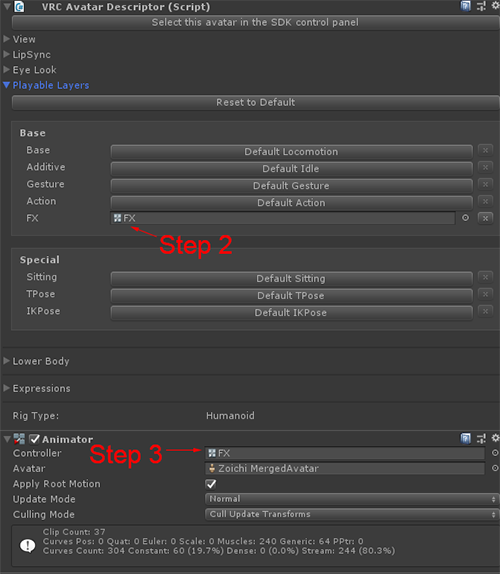 VRC Avatar Descriptor (Script)
Select this avatar in the SDK control panel
View
LipSync
Eye Look
Playable Layers
Reset to Default
Base
Base Default Locomotion
Additive Default Idle
Gesture Default Gesture
Action Default Action
FX FX
Step 2
Special
Sitting Default Sitting
TPose Default TPose
IKPose Default IKPose
Lower Body
Expressions
Rig Type: Humanoid
Animator
Controller FX
Step 3
Avatar Zoichi MergedAvatar
Apply Root Motion
Update Mode Normal
Culling Mode Cull Update Transforms
Clip Count: 37
Curves Pos: 0 Quat: 0 Euler: 0 Scale: 0 Muscles: 240 Generic: 64 PPtr: 0
Curves Count: 304 Constant: 60 (19.7%) Dense: 0 (0.0%) Stream: 244 (80.3%)